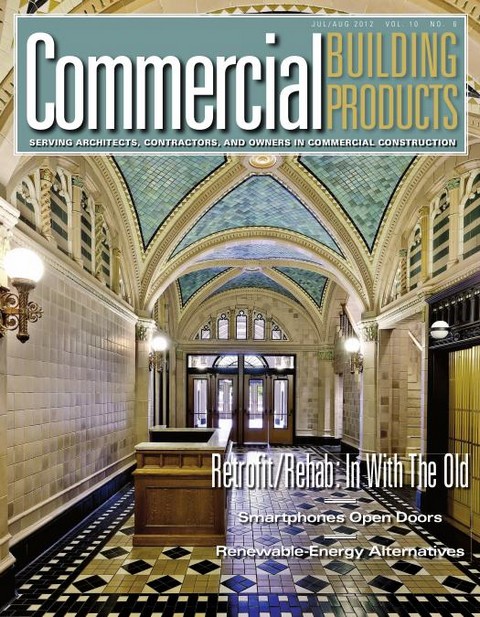 JUL/AUG 2012 VOL. 10 NO. 6
Commercial
BUILDING
PRODUCTS
SERVING ARCHITECTS, CONTRACTORS, AND OWNERS IN COMMERCIAL CONSTRUCTION
Retrofit/Rehab: In With The Old
Smartphones Open Doors
Renewable-Energy Alternatives